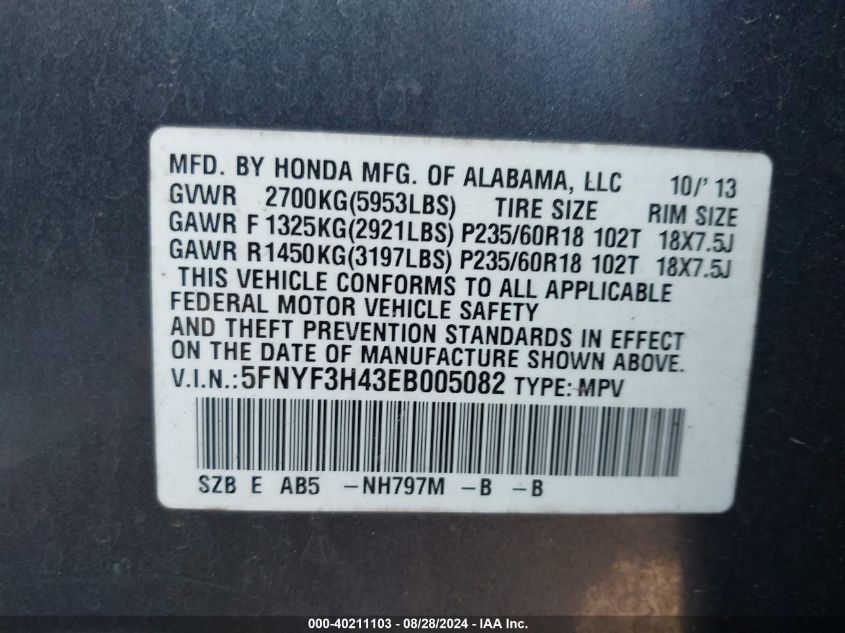 MFD. BY HONDA MFG. OF ALABAMA, LLC 10/'13
GVWR 2700KG(5953LBS) TIRE SIZE RIM SIZE
GAWR F 1325KG(2921LBS) P235/60R18 102T 18X7.5J
GAWR R1450KG(3197LBS) P235/60R18 102T 18X7.5J
THIS VEHICLE CONFORMS TO ALL APPLICABLE
FEDERAL MOTOR VEHICLE SAFETY
AND THEFT PREVENTION STANDARDS IN EFFECT
ON THE DATE OF MANUFACTURE SHOWN ABOVE.
V.I.N.:5FNYF3H43EB005082 TYPE: MPV
SZB E AB5 -NH797M -B -B
000-40211103 - 08/28/2024 - IAA Inc.